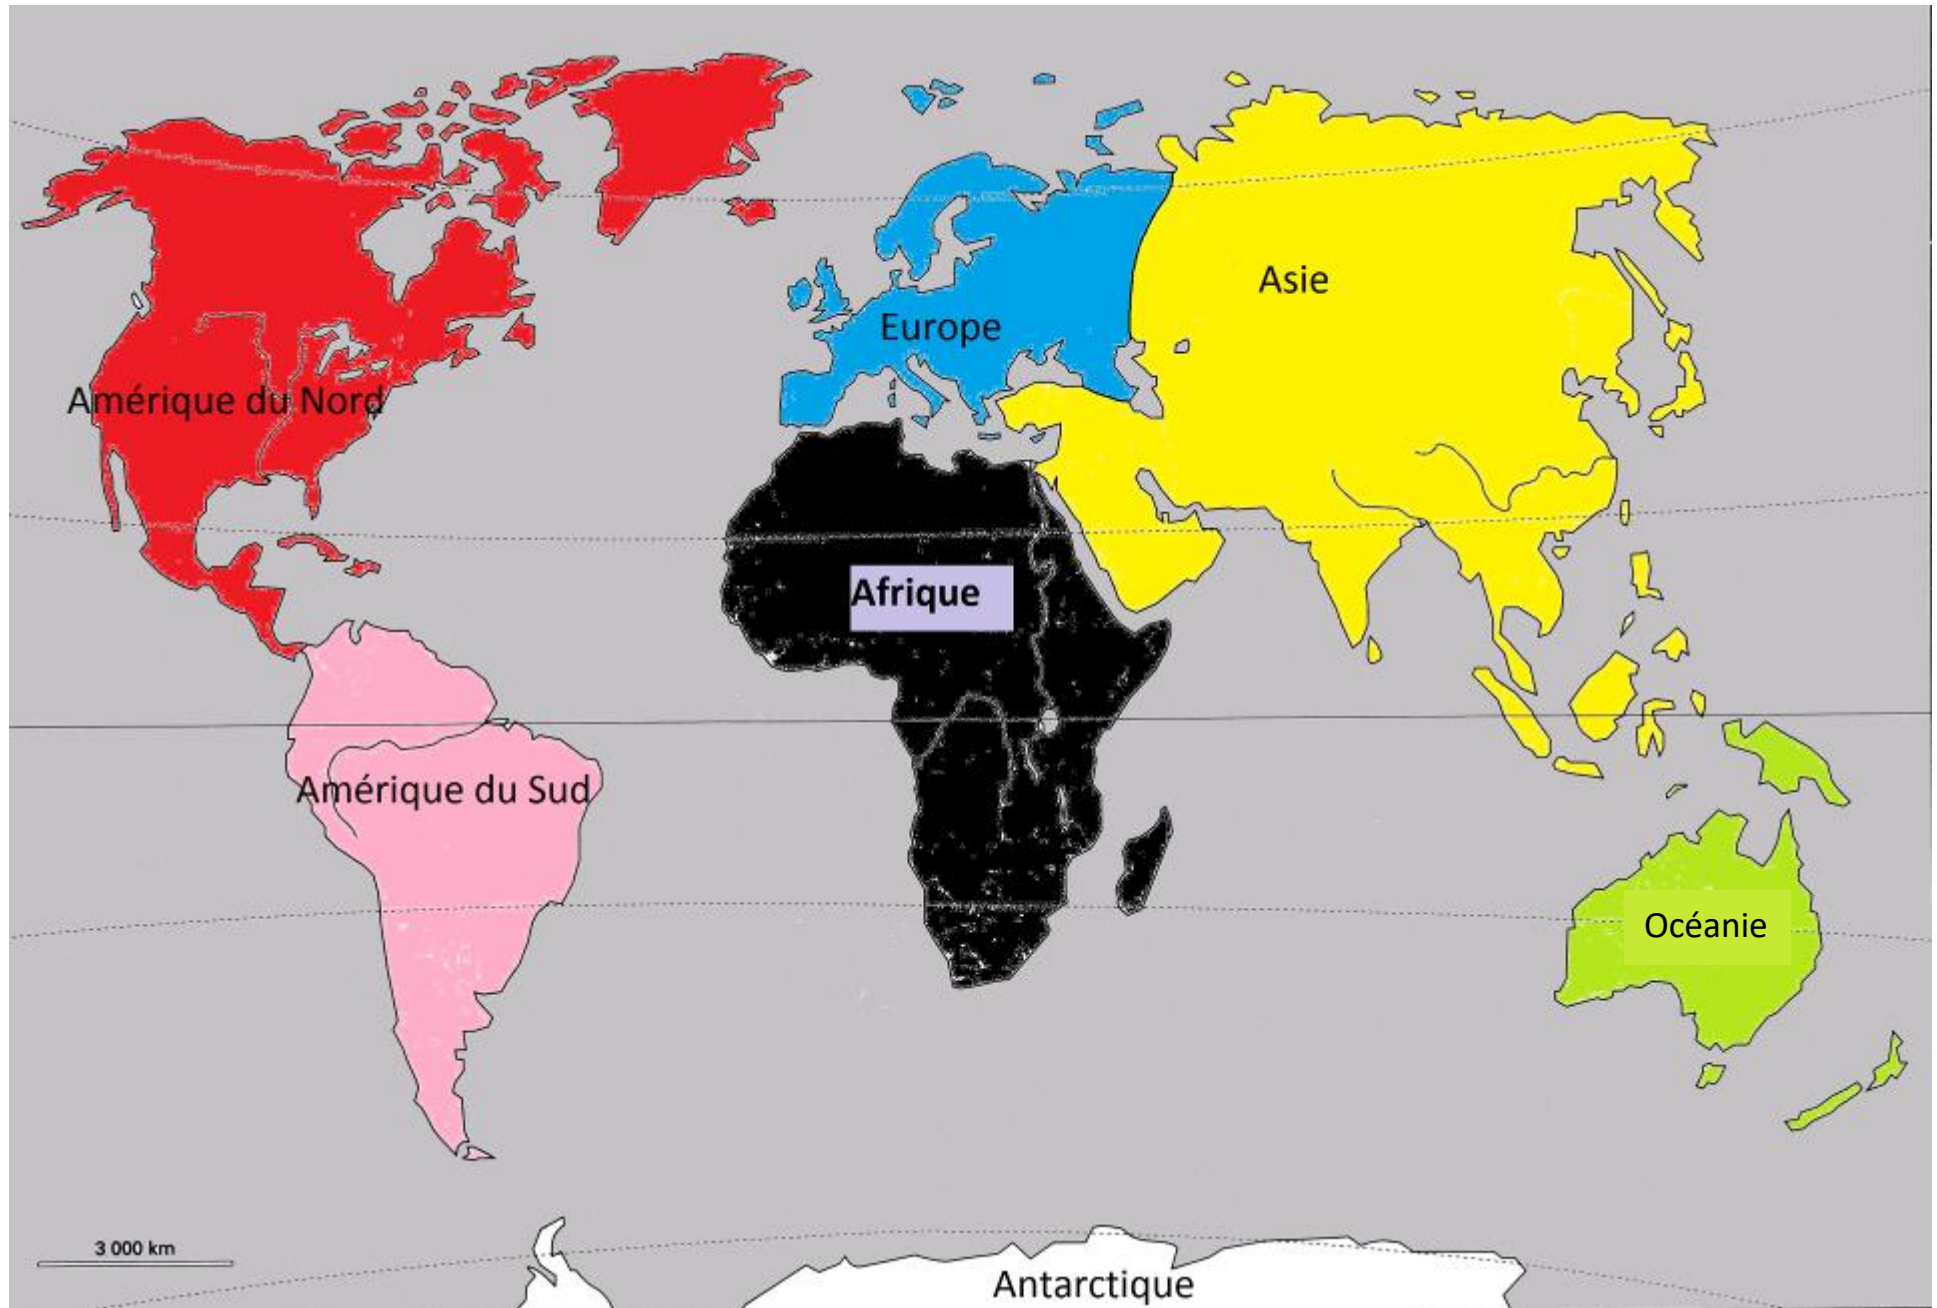 Asie
Europe
Amérique du Nord
Afrique
Amérique du Sud
Océanie
3 000 km
Antarctique